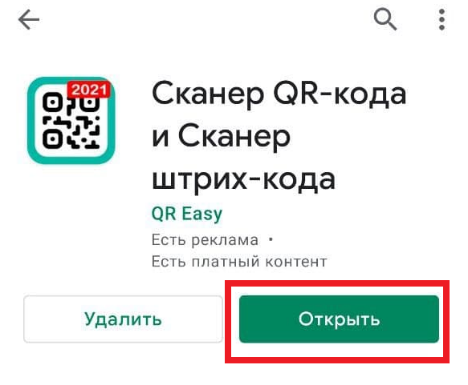 2021
Сканер QR-кода
и Сканер
штрих-кода
QR Easy
Есть реклама •
Есть платный контент
Удалить
Открыть